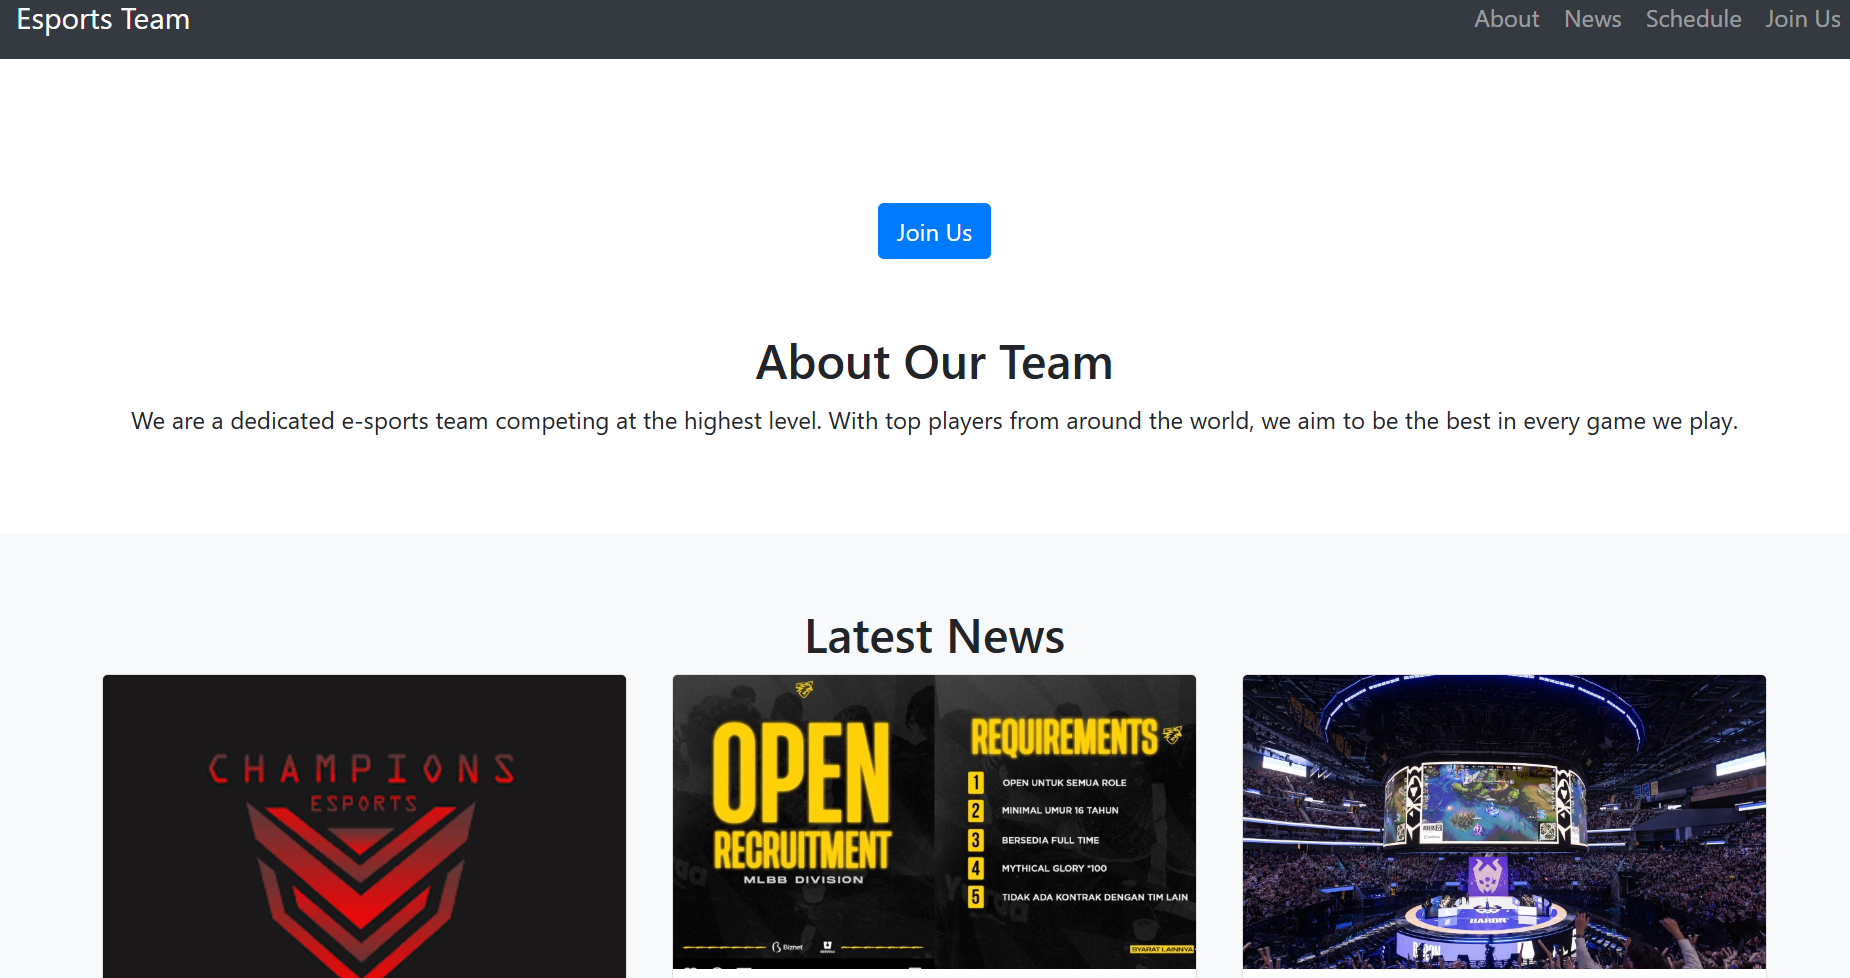 Esports Team
About News Schedule Join Us
Join Us
About Our Team
We are a dedicated e-sports team competing at the highest level. With top players from around the world, we aim to be the best in every game we play.
Latest News
CHAMPIONS
ESPORTS
OPEN
RECRUITMENT
MLBB DIVISION
Biznet
REQUIREMENTS
1 OPEN UNTUK SEMUA ROLE
2 MINIMAL UMUR 16 TAHUN
3 BERSEDIA FULL TIME
4 MYTHICAL GLORY *100
5 TIDAK ADA KONTRAK DENGAN TIM LAIN
SYARAT LAINNYA
BARON